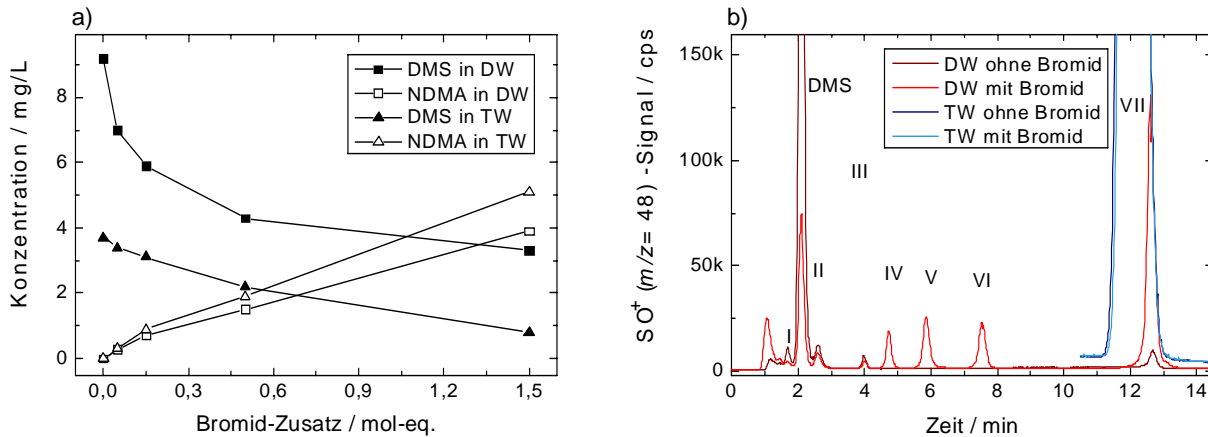 a)
Konzentration / mg/L
8
6
4
2
0
DMS in DW
NDMA in DW
DMS in TW
NDMA in TW
0,0
0,3
0,6
0,9
1,2
1,5
Bromid-Zusatz / mol-eq.
b)
SO+ (m/z= 48) -Signal / cps
150k
100k
50k
0
DW ohne Bromid
DW mit Bromid
TW ohne Bromid
TW mit Bromid
DMS
I
II
III
IV
V
VI
VII
0
2
4
6
8
10
12
14
Zeit / min